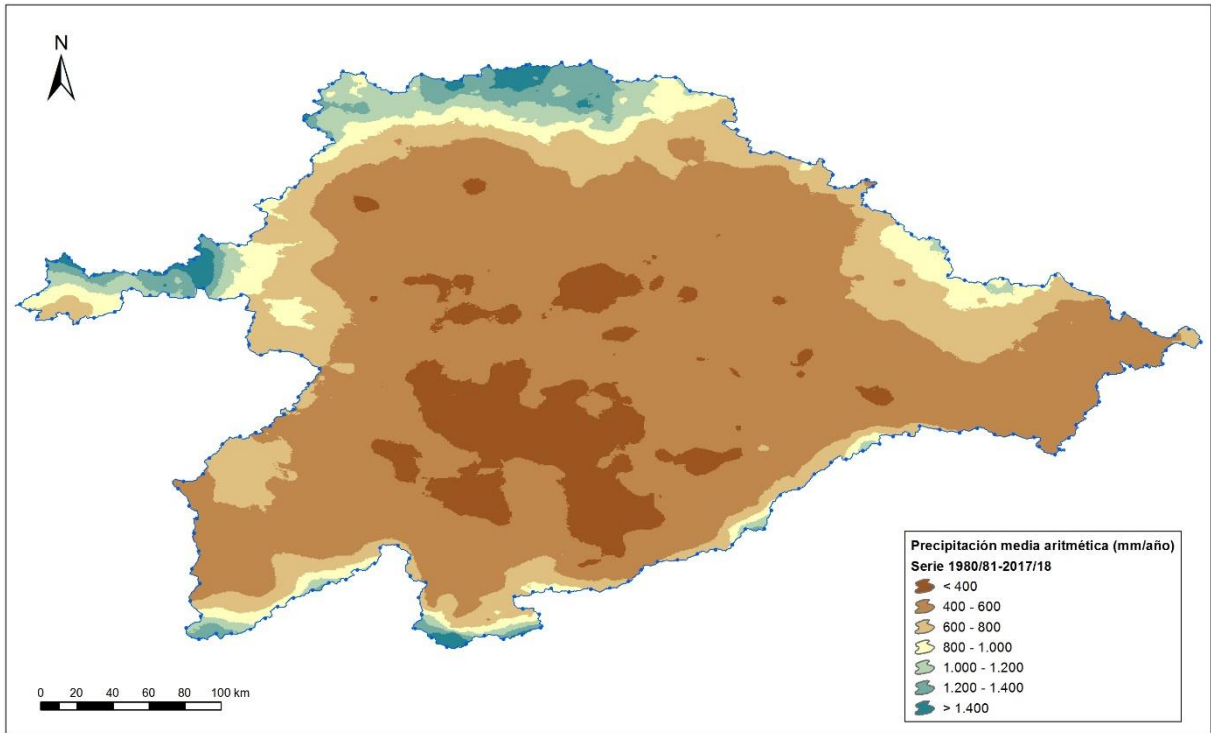 N
Precipitación media aritmética (mm/año)
Serie 1980/81-2017/18
< 400
400 - 600
600 - 800
800 - 1.000
1.000 - 1.200
1.200 - 1.400
> 1.400
0 20 40 60 80 100 km